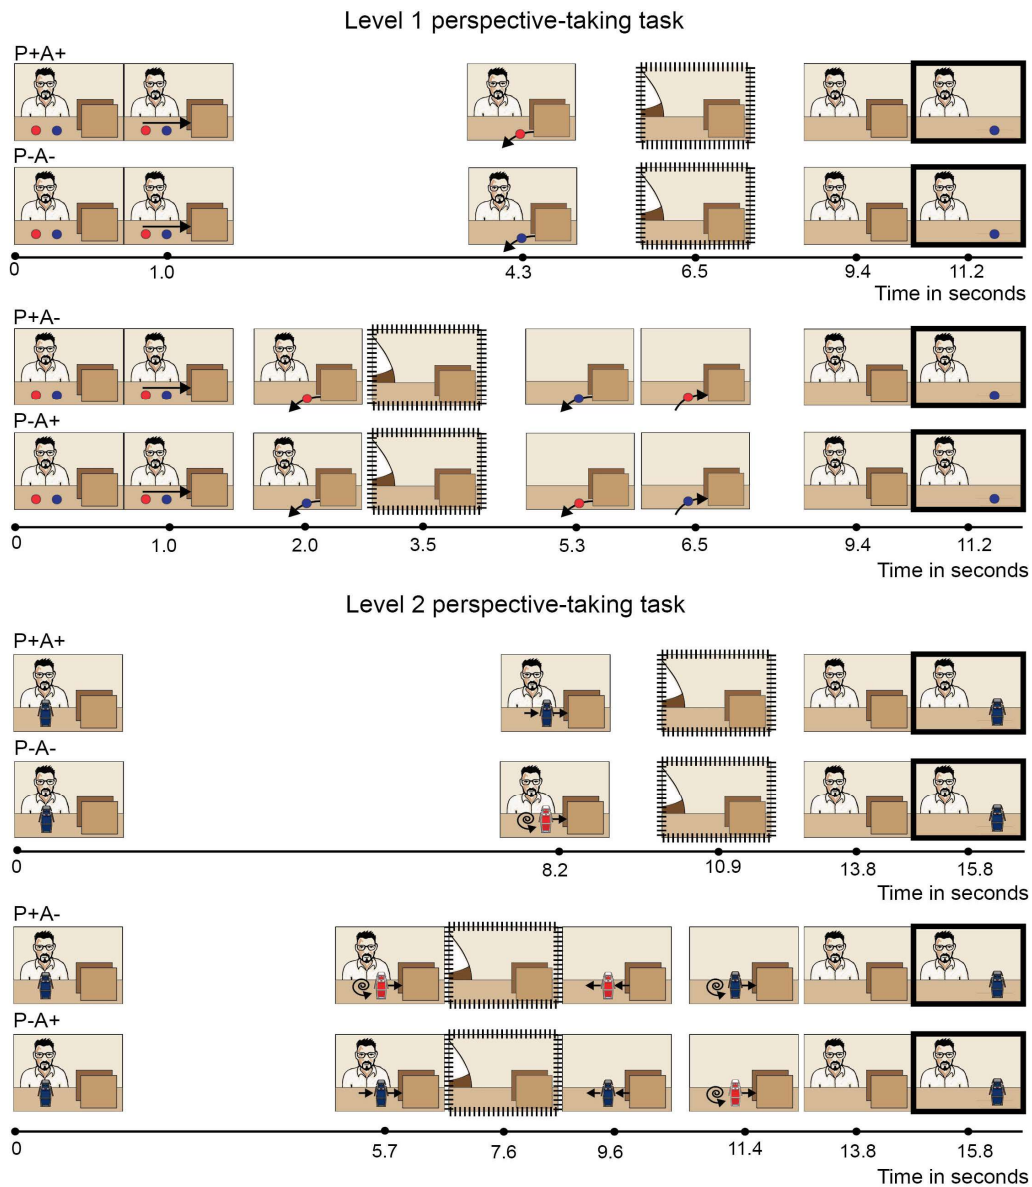 Level 1 perspective-taking task
P+A+
P-A-
0 1.0 4.3 6.5 9.4 11.2
Time in seconds
P+A-
P-A+
0 1.0 2.0 3.5 5.3 6.5 9.4 11.2
Time in seconds
Level 2 perspective-taking task
P+A+
P-A-
0 8.2 10.9 13.8 15.8
Time in seconds
P+A-
P-A+
0 5.7 7.6 9.6 11.4 13.8 15.8
Time in seconds